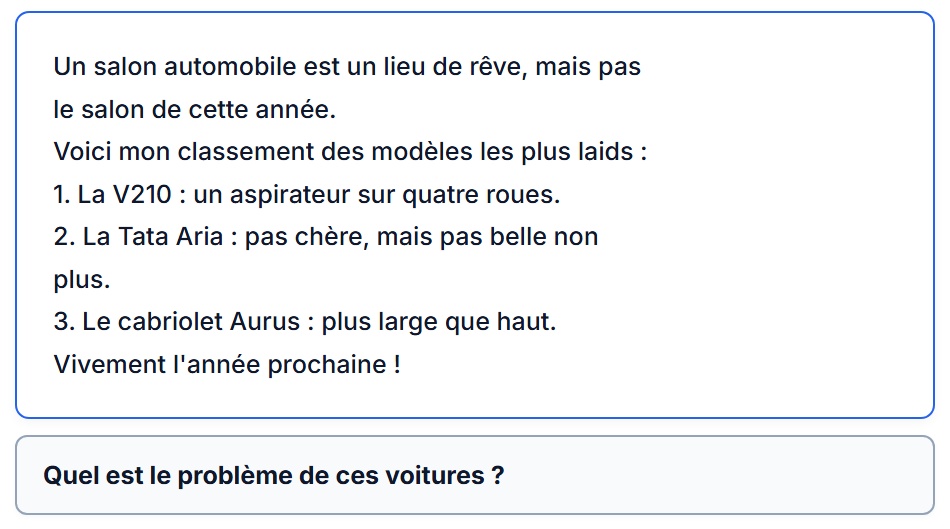 Un salon automobile est un lieu de rêve, mais pas
le salon de cette année.
Voici mon classement des modèles les plus laids :
1. La V210 : un aspirateur sur quatre roues.
2. La Tata Aria : pas chère, mais pas belle non
plus.
3. Le cabriolet Aurus : plus large que haut.
Vivement l'année prochaine !
Quel est le problème de ces voitures ?